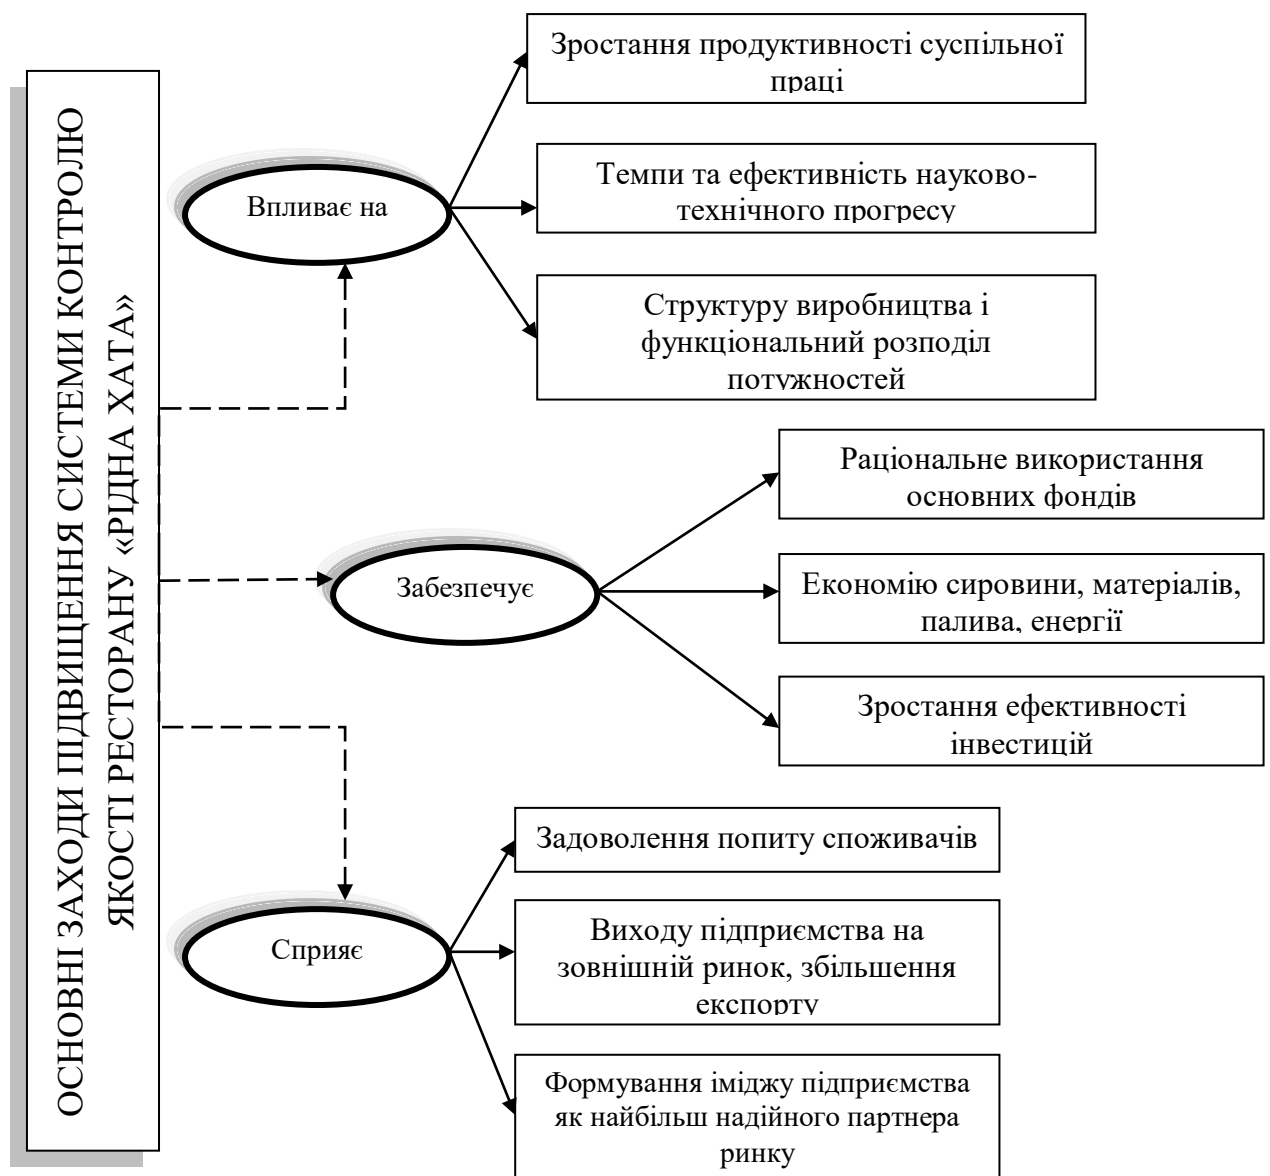 ОСНОВНІ ЗАХОДИ ПІДВИЩЕННЯ СИСТЕМИ КОНТРОЛЮ
ЯКОСТІ РЕСТОРАНУ «РІДНА ХАТА»
Впливає на
Зростання продуктивності суспільної
праці
Темпи та ефективність науково-
технічного прогресу
Структуру виробництва і
функціональний розподіл
потужностей
Забезпечує
Раціональне використання
основних фондів
Економію сировини, матеріалів,
палива, енергії
Зростання ефективності
інвестицій
Сприяє
Задоволення попиту споживачів
Виходу підприємства на
зовнішній ринок, збільшення
експорту
Формування іміджу підприємства
як найбільш надійного партнера
ринку